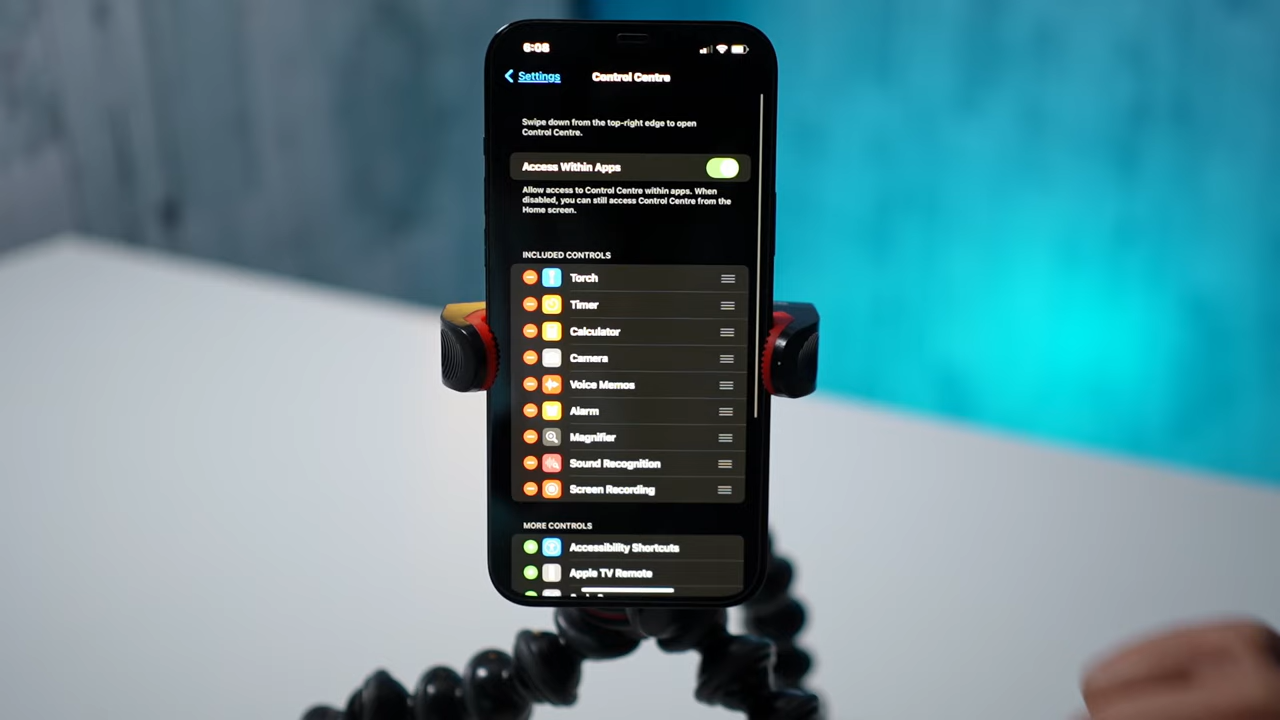 6:08
Settings
Control Centre
Swipe down from the top-right edge to open
Control Centre.
Access Within Apps
Allow access to Control Centre within apps. When
disabled, you can still access Control Centre from the
Home screen.
INCLUDED CONTROLS
Torch
Timer
Calculator
Camera
Voice Memos
Alarm
Magnifier
Sound Recognition
Screen Recording
MORE CONTROLS
Accessibility Shortcuts
Apple TV Remote